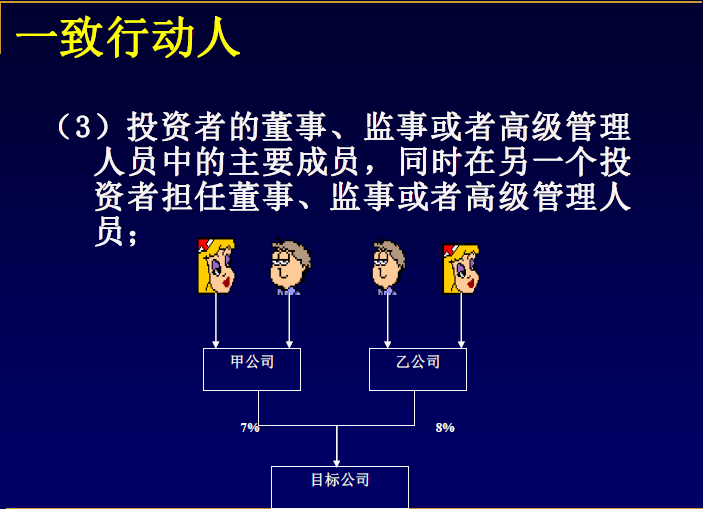 一致行动人
（3）投资者的董事、监事或者高级管理
人员中的主要成员，同时在另一个投
资者担任董事、监事或者高级管理人
员；
甲公司
乙公司
7%
8%
目标公司